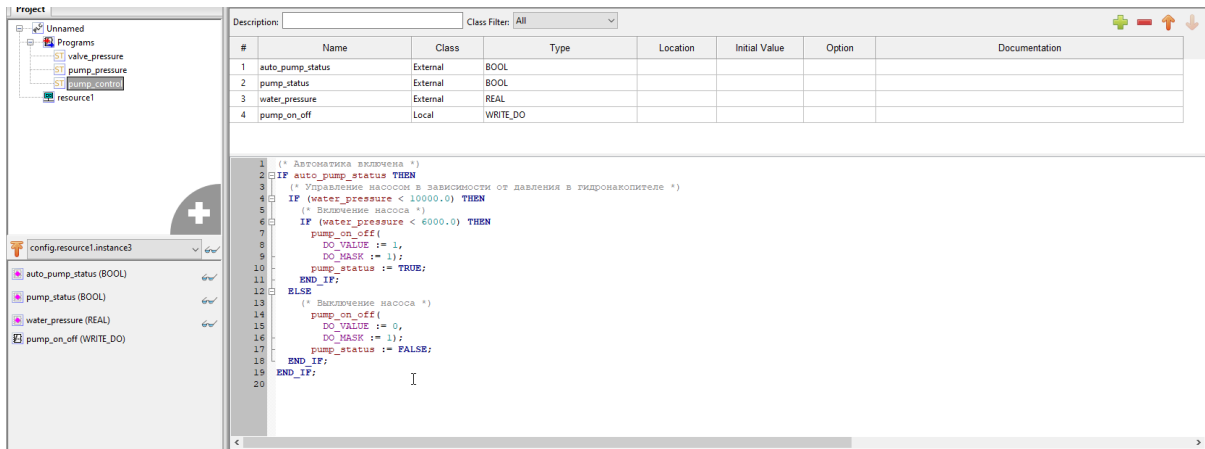 Project
Unnamed
Programs
ST valve_pressure
ST pump_pressure
ST pump_control
resource1
config.resource1.instance3
auto_pump_status (BOOL)
pump_status (BOOL)
water_pressure (REAL)
pump_on_off (WRITE_DO)
Description: Class Filter: All
# Name Class Type Location Initial Value Option Documentation
1 auto_pump_status External BOOL
2 pump_status External BOOL
3 water_pressure External REAL
4 pump_on_off Local WRITE_DO
1 (* Автоматика включена *)
2 IF auto_pump_status THEN
3 (* Управление насосом в зависимости от давления в гидронакопителе *)
4 IF (water_pressure < 10000.0) THEN
5 (* Включение насоса *)
6 IF (water_pressure < 6000.0) THEN
7 pump_on_off(
8 DO_VALUE := 1,
9 DO_MASK := 1);
10 pump_status := TRUE;
11 END_IF;
12 ELSE
13 (* Выключение насоса *)
14 pump_on_off(
15 DO_VALUE := 0,
16 DO_MASK := 1);
17 pump_status := FALSE;
18 END_IF;
19 END_IF;
20